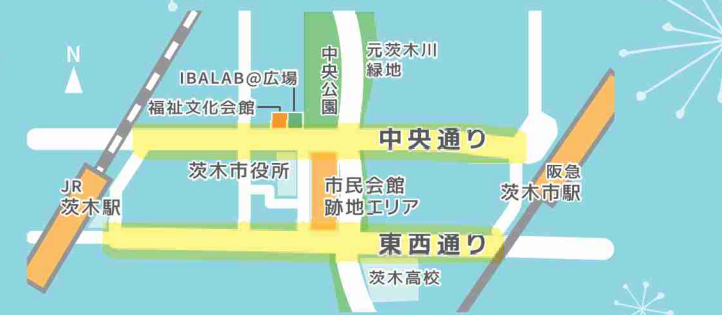 N
IBALAB@広場
福祉文化会館
中央公園
元茨木川
緑地
中央通り
茨木市役所
市民会館
跡地エリア
JR
茨木駅
阪急
茨木市駅
東西通り
茨木高校